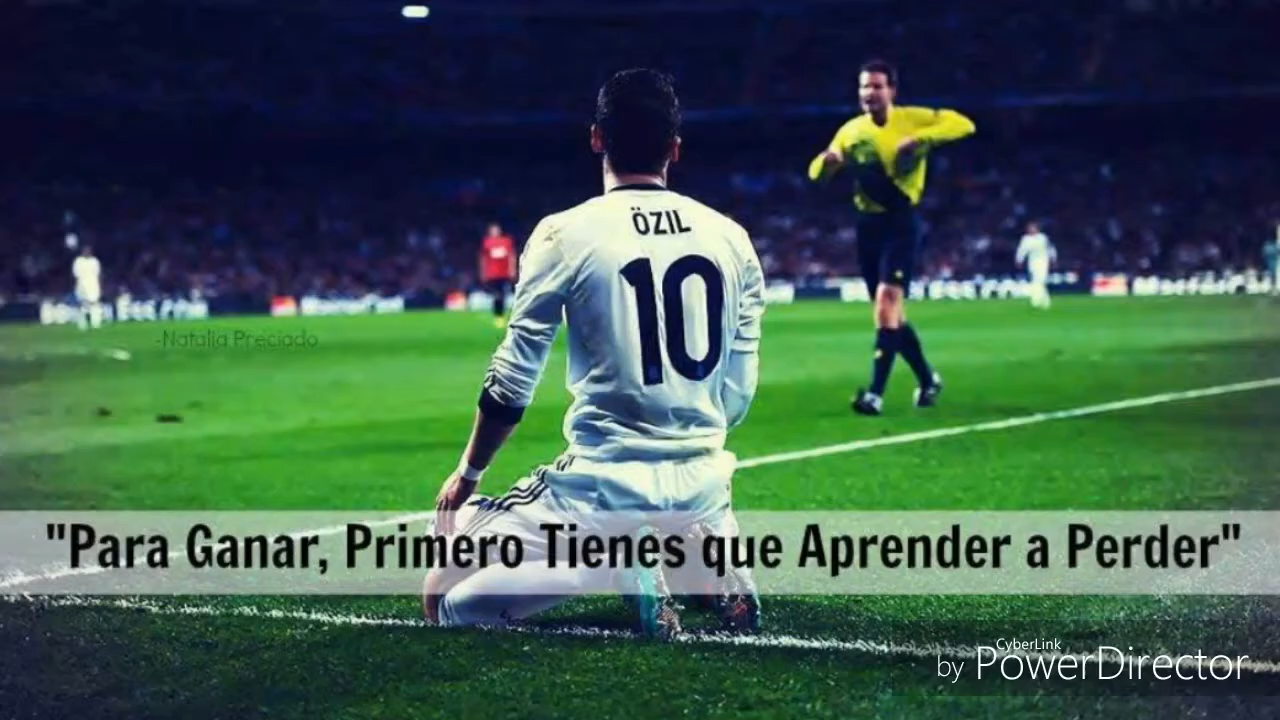 ÖZIL
10
-Natalia Preciado
"Para Ganar, Primero Tienes que Aprender a Perder"
CyberLink
by PowerDirector